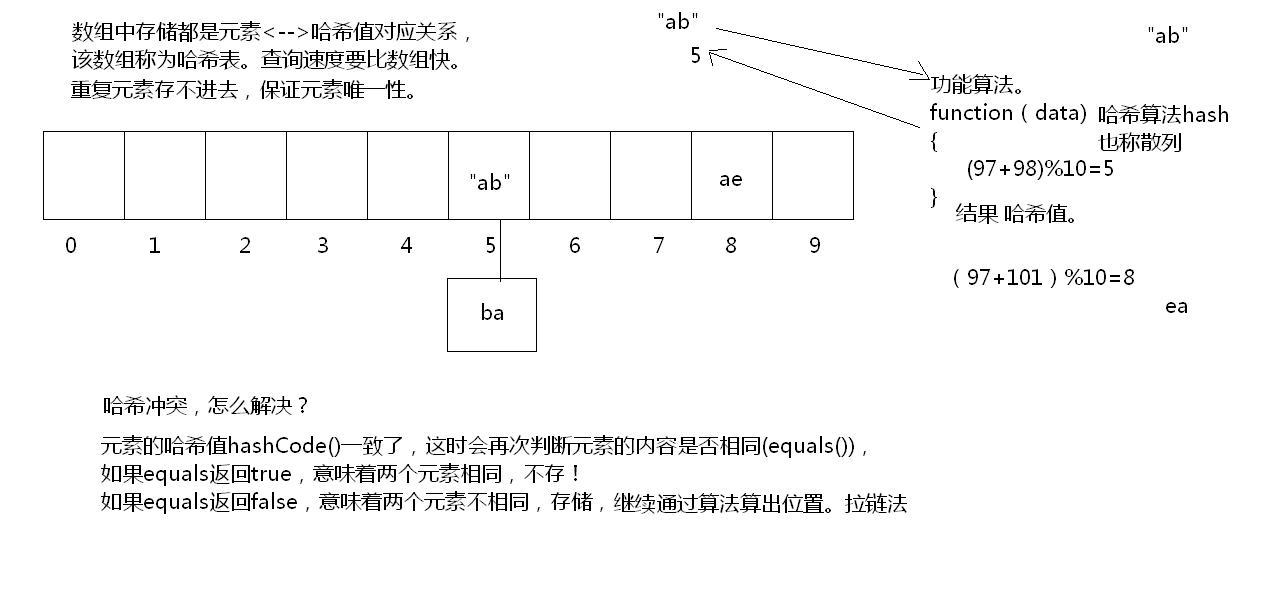 数组中存储都是元素<-->哈希值对应关系，
该数组称为哈希表。查询速度要比数组快。
重复元素存不进去，保证元素唯一性。
"ab"
5
"ab"
功能算法。
function（data)
哈希算法hash
也称散列
{
(97+98)%10=5
}
结果 哈希值。
（97+101）%10=8
ea
"ab"
ae
0 1 2 3 4 5 6 7 8 9
ba
哈希冲突，怎么解决？
元素的哈希值hashCode()一致了，这时会再次判断元素的内容是否相同(equals())，
如果equals返回true，意味着两个元素相同，不存！
如果equals返回false，意味着两个元素不相同，存储，继续通过算法算出位置。拉链法